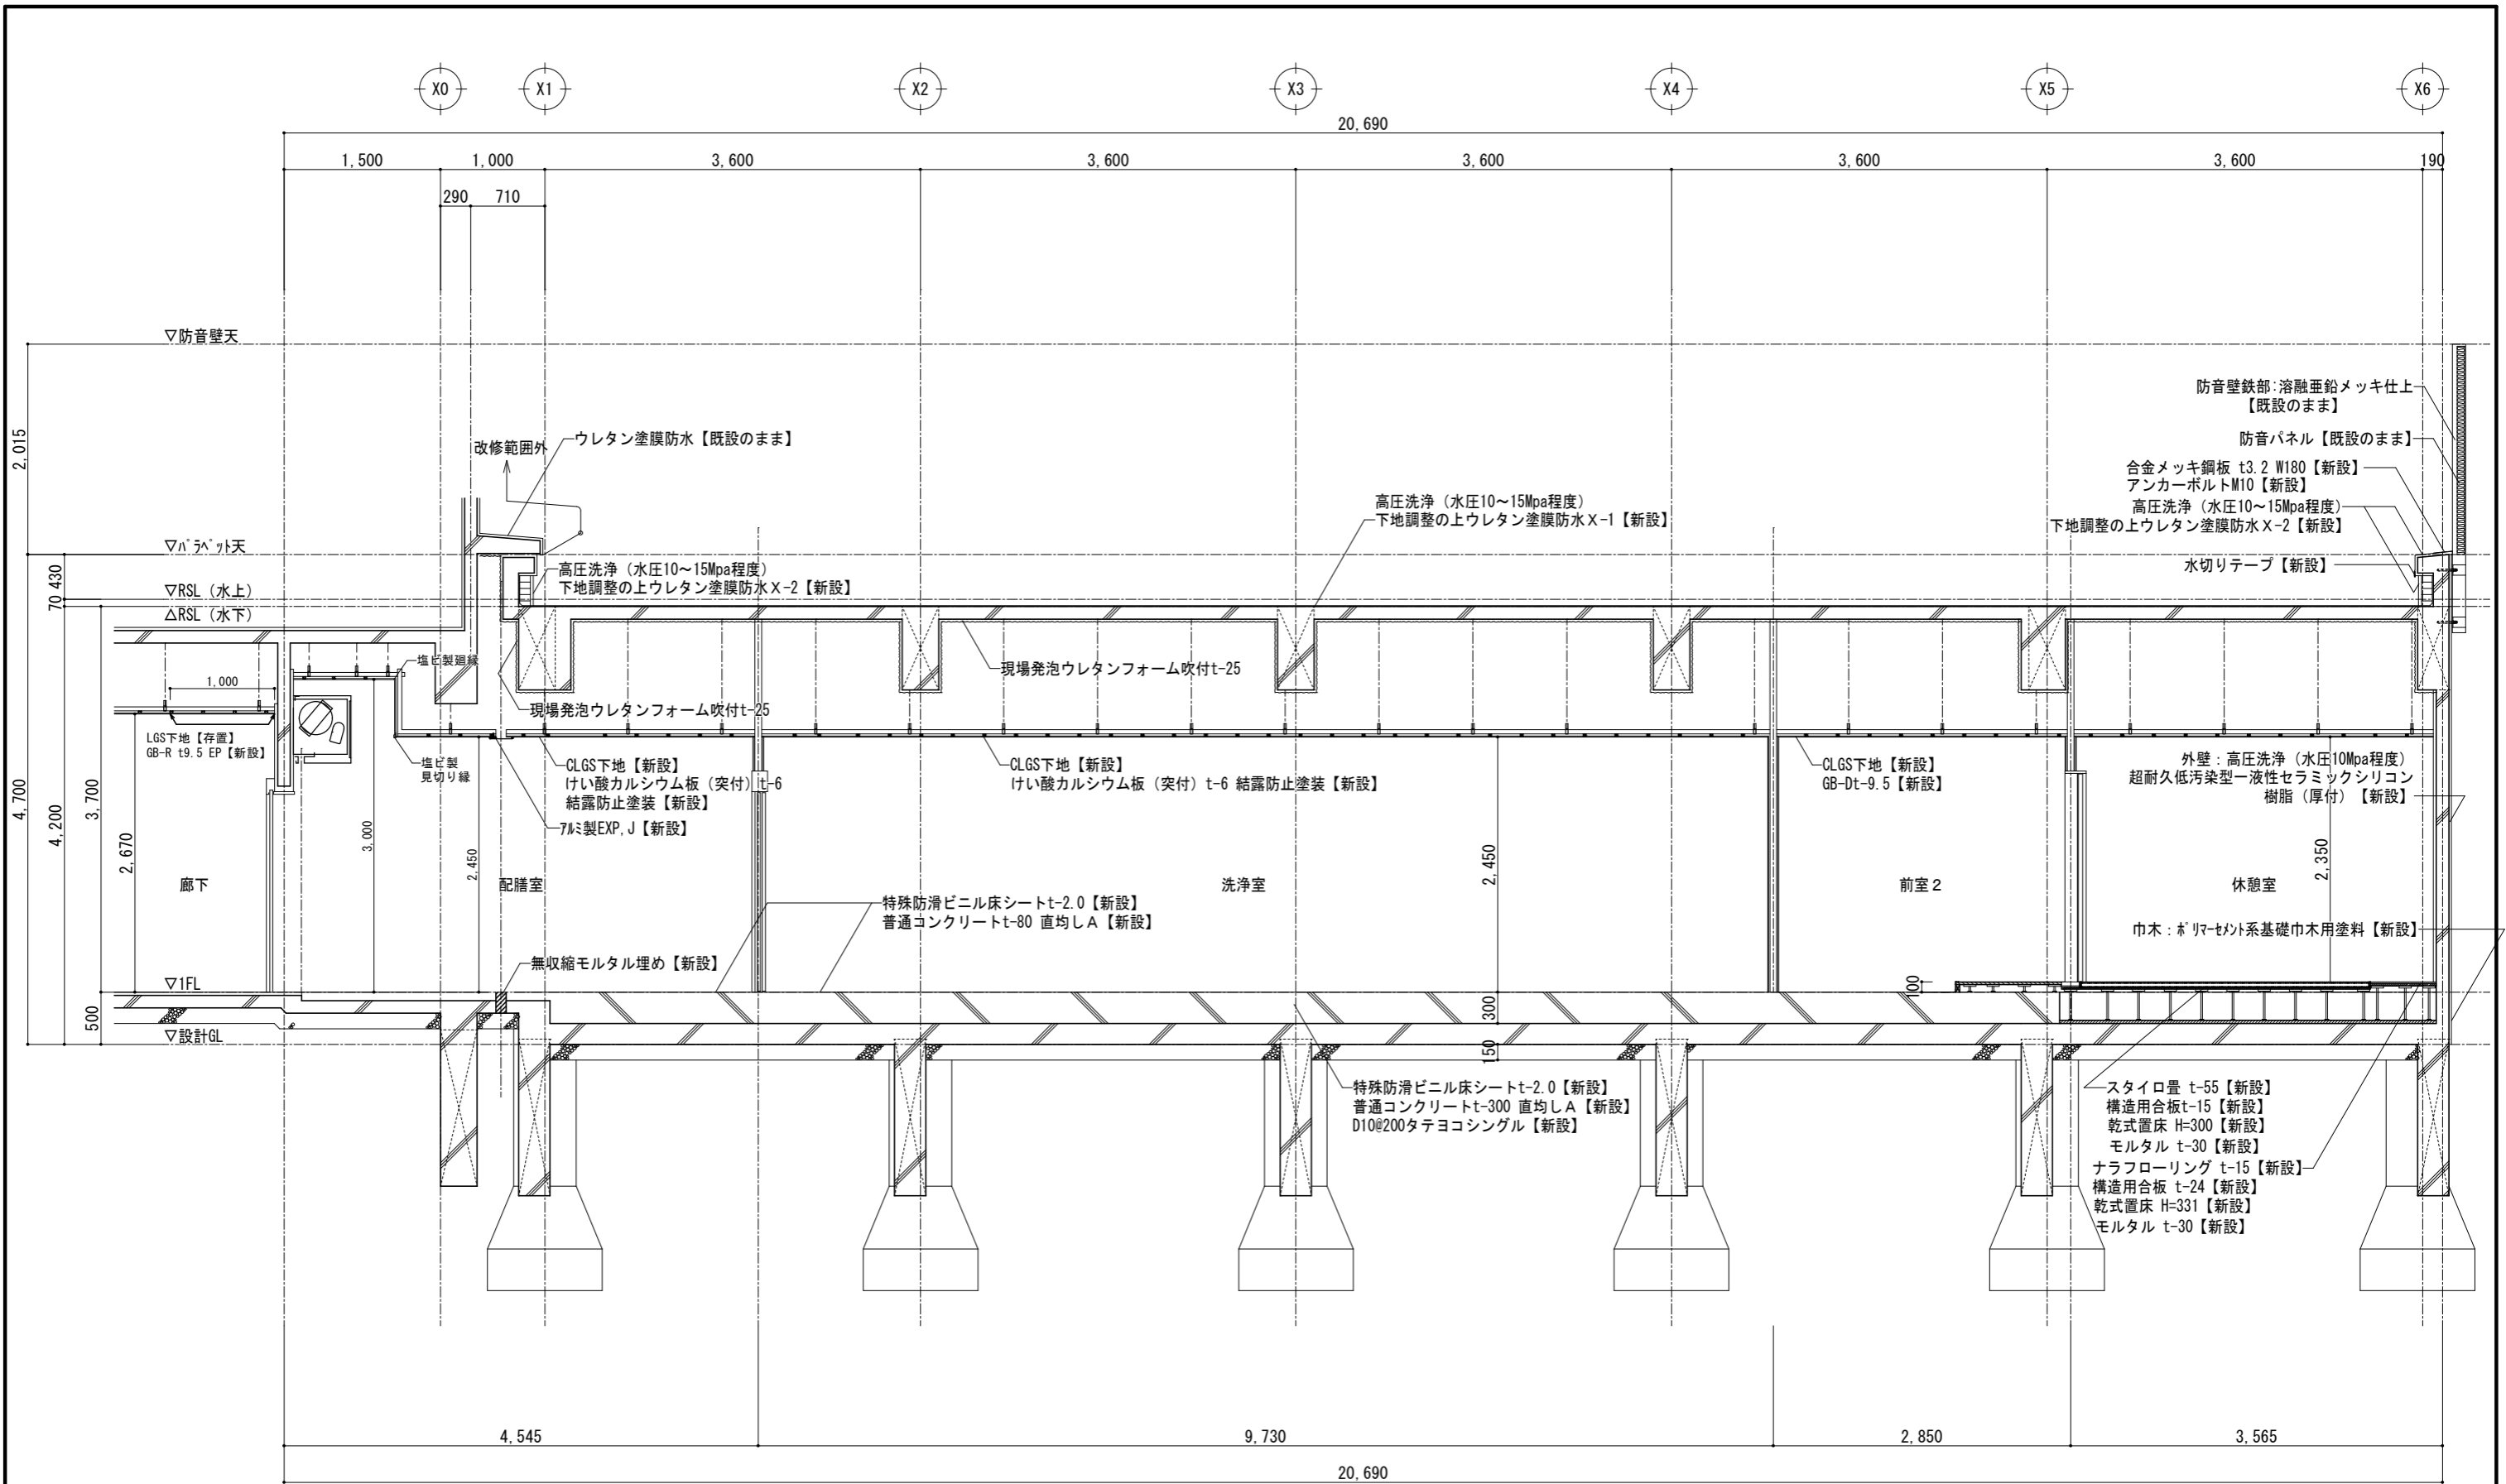 X0
X1
X2
X3
X4
X5
X6
20,690
1,500
1,000
3,600
3,600
3,600
3,600
3,600
190
290
710
▽防音壁天
防音壁鉄部:溶融亜鉛メッキ仕上
【既設のまま】
防音パネル【既設のまま】
合金メッキ鋼板 t3.2 W180【新設】
アンカーボルトM10【新設】
高圧洗浄（水圧10～15Mpa程度）
下地調整の上ウレタン塗膜防水X-2【新設】
水切りテープ【新設】
改修範囲外
ウレタン塗膜防水【既設のまま】
高圧洗浄（水圧10～15Mpa程度）
下地調整の上ウレタン塗膜防水X-1【新設】
2,015
▽パラペット天
高圧洗浄（水圧10～15Mpa程度）
下地調整の上ウレタン塗膜防水X-2【新設】
430
70
▽RSL（水上）
△RSL（水下）
塩ビ製廻縁
現場発泡ウレタンフォーム吹付t-25
1,000
現場発泡ウレタンフォーム吹付t-25
LGS下地【存置】
GB-R t9.5 EP【新設】
塩ビ製
見切り縁
CLGS下地【新設】
けい酸カルシウム板（突付）t-6
結露防止塗装【新設】
アルミ製EXP,J【新設】
CLGS下地【新設】
けい酸カルシウム板（突付）t-6 結露防止塗装【新設】
CLGS下地【新設】
GB-Dt-9.5【新設】
外壁：高圧洗浄（水圧10Mpa程度）
超耐久低汚染型一液性セラミックシリコン
樹脂（厚付）【新設】
4,700
4,200
3,700
2,670
3,000
2,450
2,450
2,350
廊下
配膳室
洗浄室
前室２
休憩室
特殊防滑ビニル床シートt-2.0【新設】
普通コンクリートt-80 直均しA【新設】
巾木：ポリマーセメント系基礎巾木用塗料【新設】
無収縮モルタル埋め【新設】
▽1FL
100
500
300
▽設計GL
150
特殊防滑ビニル床シートt-2.0【新設】
普通コンクリートt-300 直均しA【新設】
D10@200タテヨコシングル【新設】
スタイロ畳 t-55【新設】
構造用合板t-15【新設】
乾式置床 H=300【新設】
モルタル t-30【新設】
ナラフローリング t-15【新設】
構造用合板 t-24【新設】
乾式置床 H=331【新設】
モルタル t-30【新設】
4,545
9,730
2,850
3,565
20,690